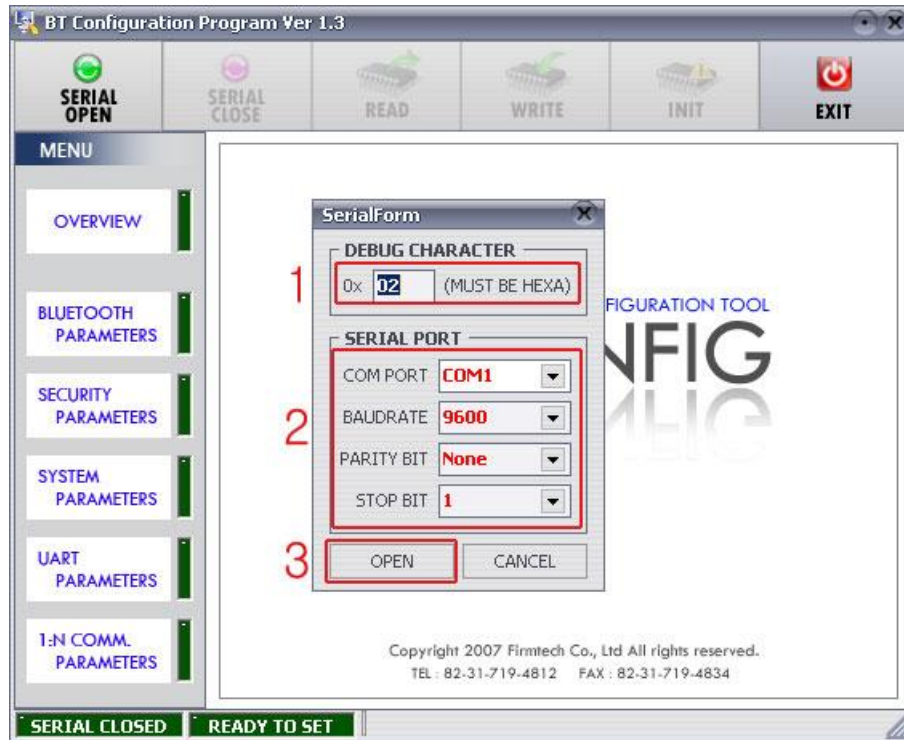 BT Configuration Program Ver 1.3
SERIAL OPEN
SERIAL CLOSE
READ
WRITE
INIT
EXIT
MENU
OVERVIEW
BLUETOOTH
PARAMETERS
SECURITY
PARAMETERS
SYSTEM
PARAMETERS
UART
PARAMETERS
1:N COMM.
PARAMETERS
SerialForm
DEBUG CHARACTER
1
0x 02 (MUST BE HEXA)
SERIAL PORT
2
COM PORT COM1
BAUDRATE 9600
PARITY BIT None
STOP BIT 1
3
OPEN
CANCEL
FIGURATION TOOL
NFIG
Copyright 2007 Firmtech Co., Ltd All rights reserved.
TEL : 82-31-719-4812 FAX : 82-31-719-4834
SERIAL CLOSED
READY TO SET